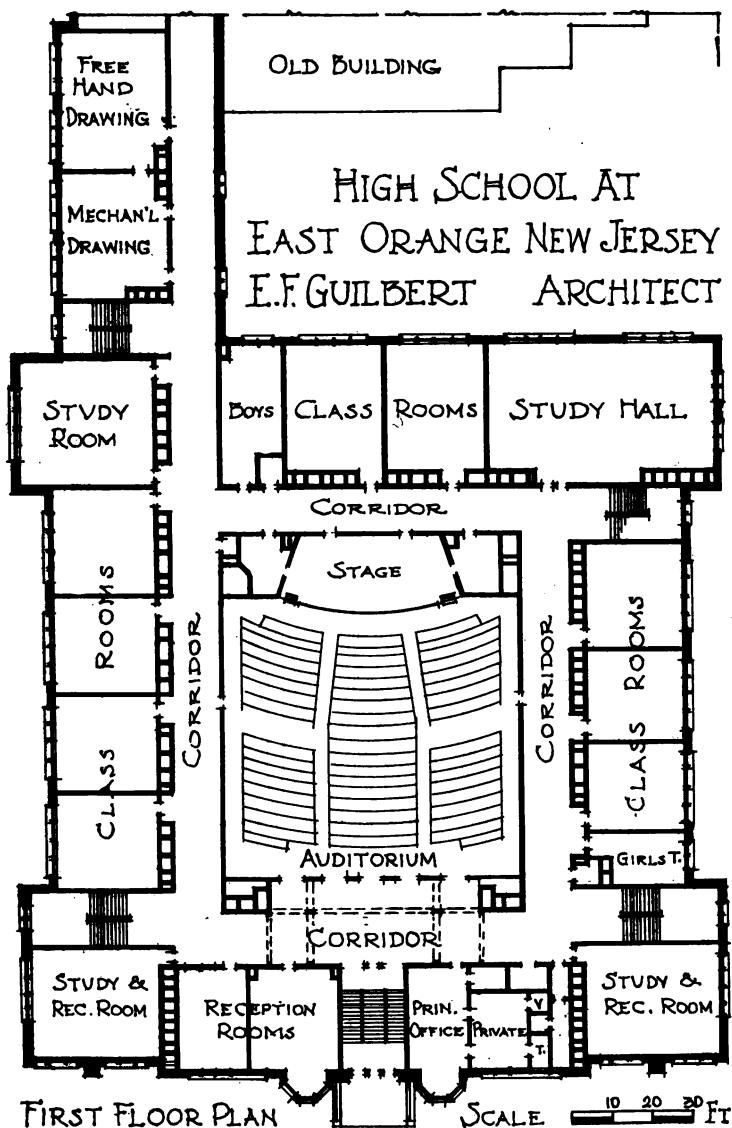 FREE
HAND
DRAWING
OLD BUILDING
HIGH SCHOOL AT
EAST ORANGE NEW JERSEY
E.F. GUILBERT ARCHITECT
MECHAN'L
DRAWING
STUDY
ROOM
BOYS
CLASS
ROOMS
STUDY HALL
CORRIDOR
STAGE
CLASS ROOMS
CORRIDOR
CORRIDOR
CLASS ROOMS
AUDITORIUM
GIRLS T.
CORRIDOR
STUDY &
REC. ROOM
RECEPTION
ROOMS
PRIN.
OFFICE
PRIVATE
V
T.
STUDY &
REC. ROOM
FIRST FLOOR PLAN
SCALE
10 20 30 FT